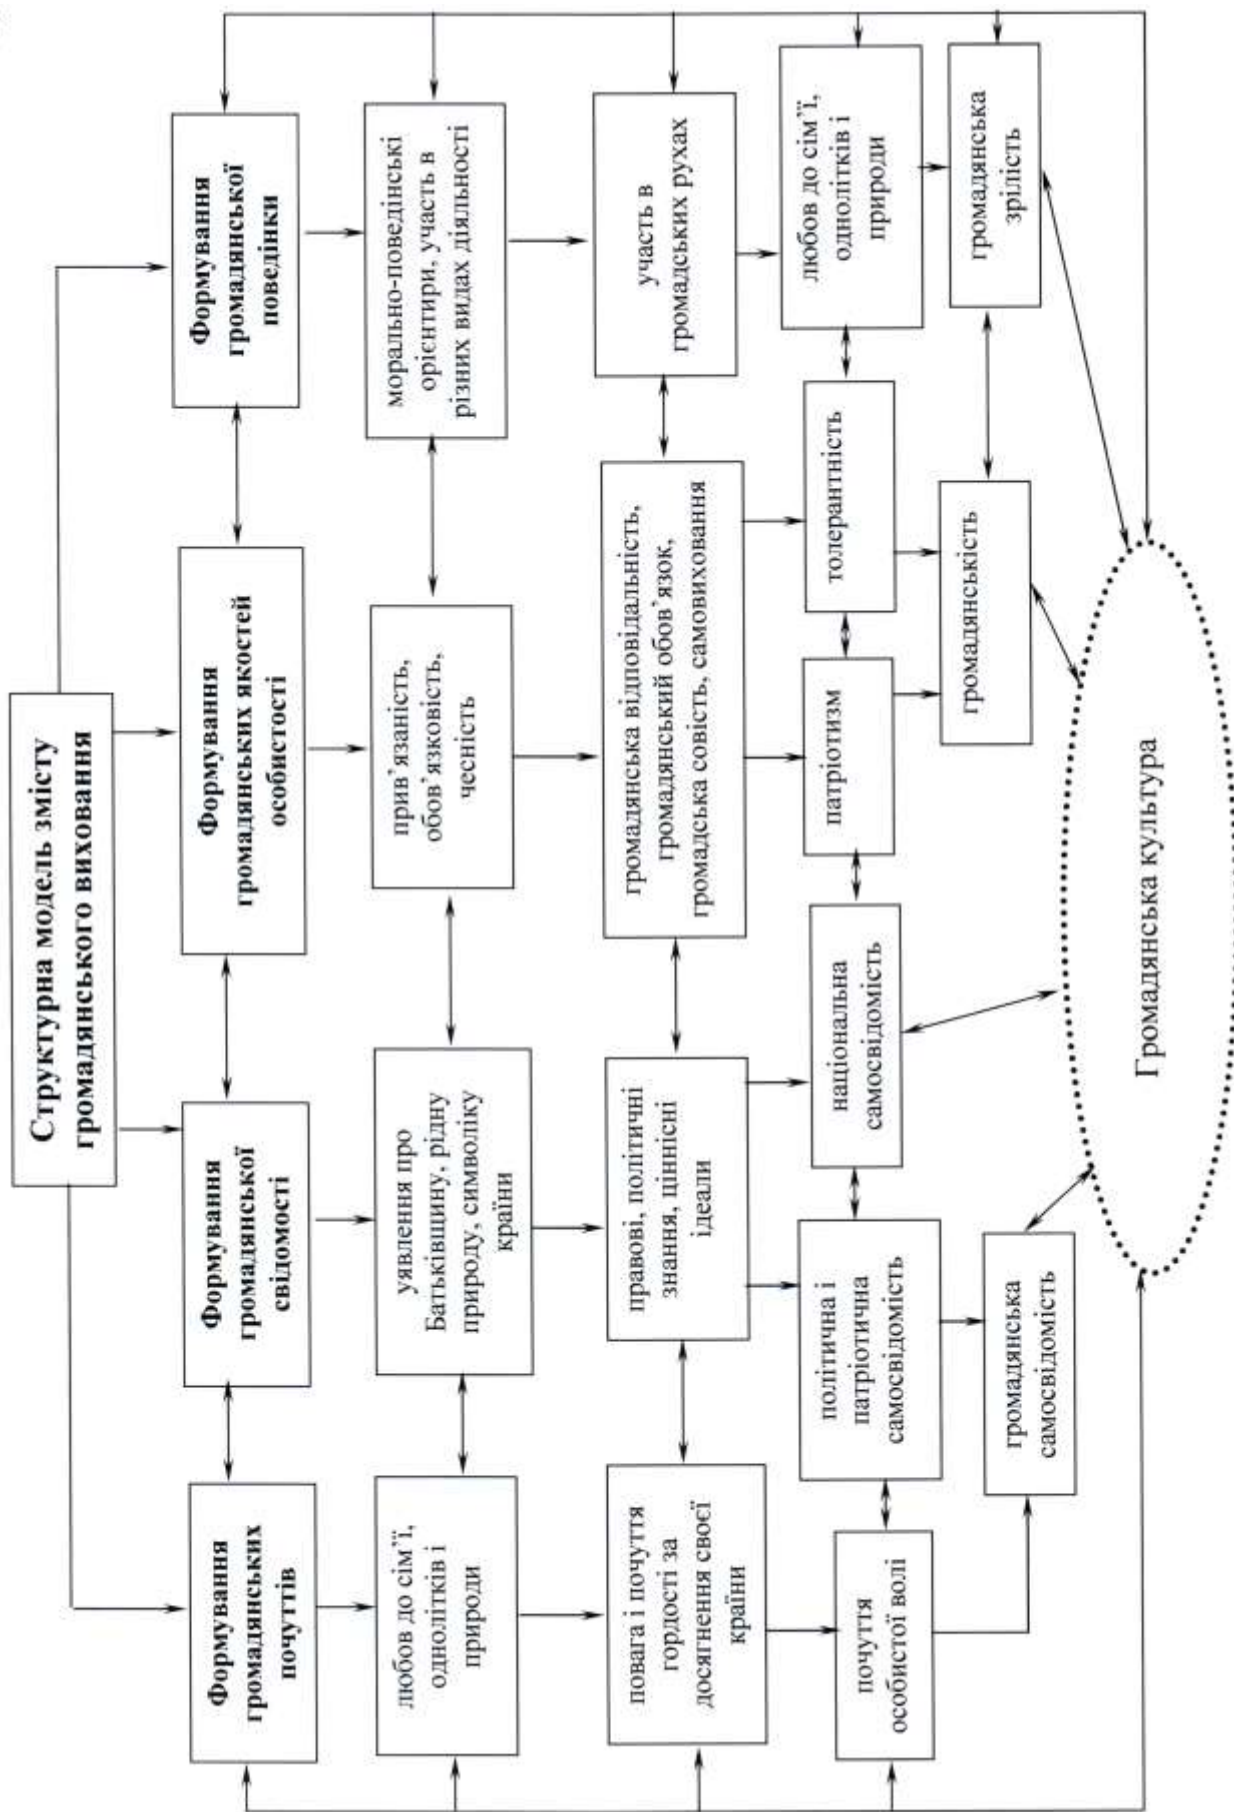 Структурна модель змісту
громадянського виховання
Формування
громадянських
почуттів
Формування
громадянської
свідомості
Формування
громадянських якостей
особистості
Формування
громадянської
поведінки
любов до сім’ї,
однолітків і
природи
уявлення про
Батьківщину, рідну
природу, символіку
країни
прив’язаність,
обов’язковість,
чесність
морально-поведінські
орієнтири, участь в
різних видах діяльності
повага і почуття
гордості за
досягнення своєї
країни
правові, політичні
знання, ціннісні
ідеали
громадянська відповідальність,
громадянський обов’язок,
громадська совість, самовиховання
участь в
громадських рухах
почуття
особистої волі
політична і
патріотична
самосвідомість
національна
самосвідомість
патріотизм
толерантність
любов до сім’ї,
однолітків і
природи
громадянська
самосвідомість
громадянськість
громадянська
зрілість
Громадянська культура